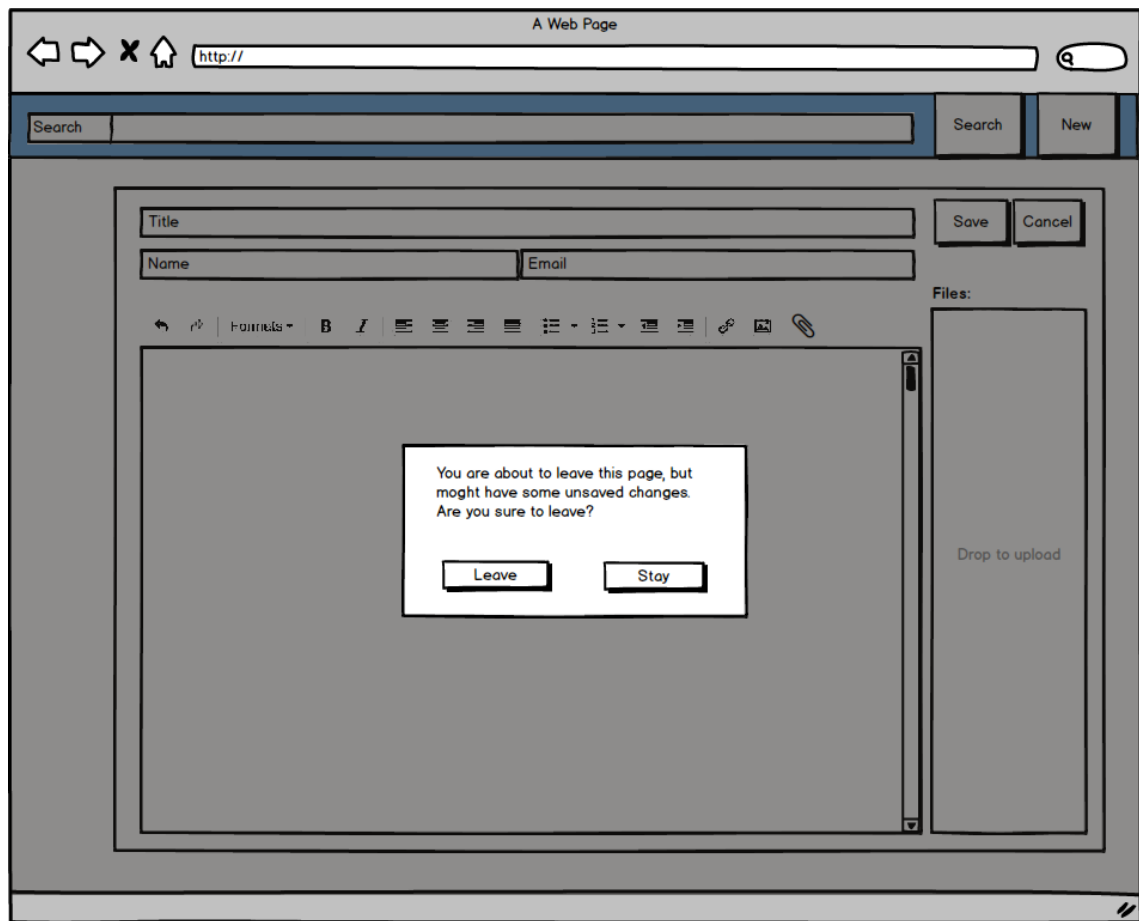 A Web Page
http://
Search
Search
New
Title
Save
Cancel
Name
Email
Files:
Formats
B
I
You are about to leave this page, but
moght have some unsaved changes.
Are you sure to leave?
Leave
Stay
Drop to upload